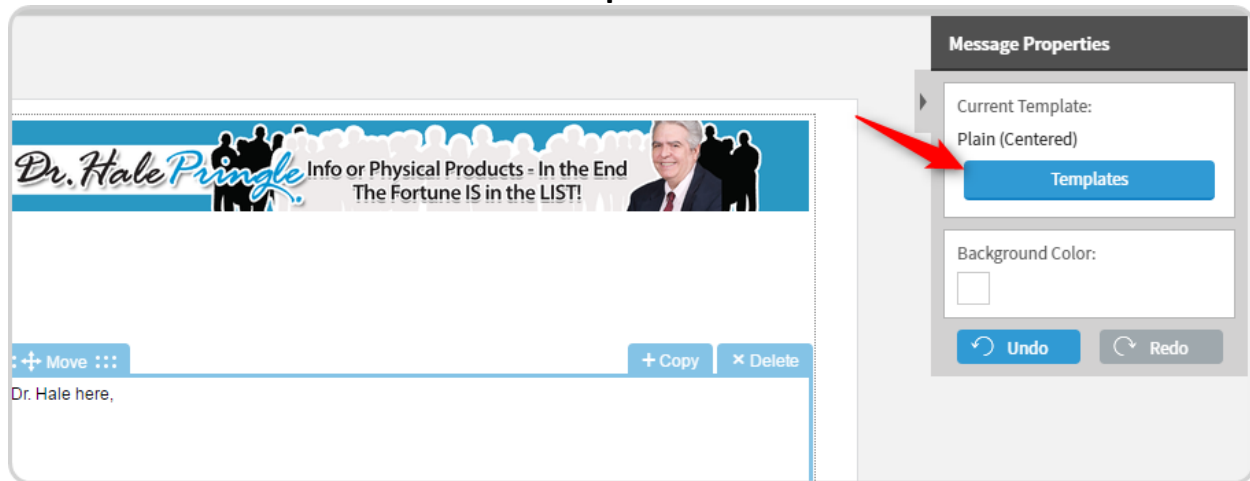 Message Properties
Current Template:
Plain (Centered)
Templates
Dr. Hale Pringle
Info or Physical Products - In the End
The Fortune IS in the LIST!
Background Color:
Undo
Redo
Move
+ Copy
× Delete
Dr. Hale here,